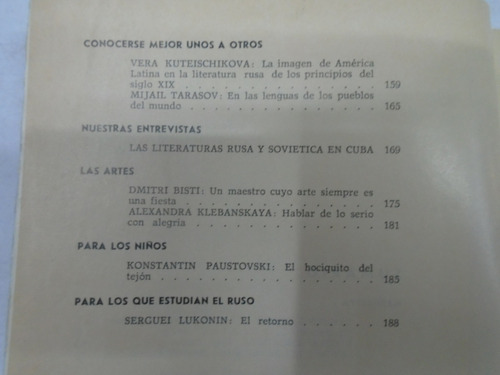 CONOCERSE MEJOR UNOS A OTROS
VERA KUTEISCHIKOVA: La imagen de América
Latina en la literatura rusa de los principios del
siglo XIX . . . . . . . . . . . . . . 159
MIJAIL TARASOV: En las lenguas de los pueblos
del mundo . . . . . . . . . . . . . . 165
NUESTRAS ENTREVISTAS
LAS LITERATURAS RUSA Y SOVIETICA EN CUBA 169
LAS ARTES
DMITRI BISTI: Un maestro cuyo arte siempre es
una fiesta . . . . . . . . . . . . . . 175
ALEXANDRA KLEBANSKAYA: Hablar de lo serio
con alegria . . . . . . . . . . . . . . 181
PARA LOS NIÑOS
KONSTANTIN PAUSTOVSKI: El hociquito del
tejón . . . . . . . . . . . . . . . . 185
PARA LOS QUE ESTUDIAN EL RUSO
SERGUEI LUKONIN: El retorno . . . . . . 188